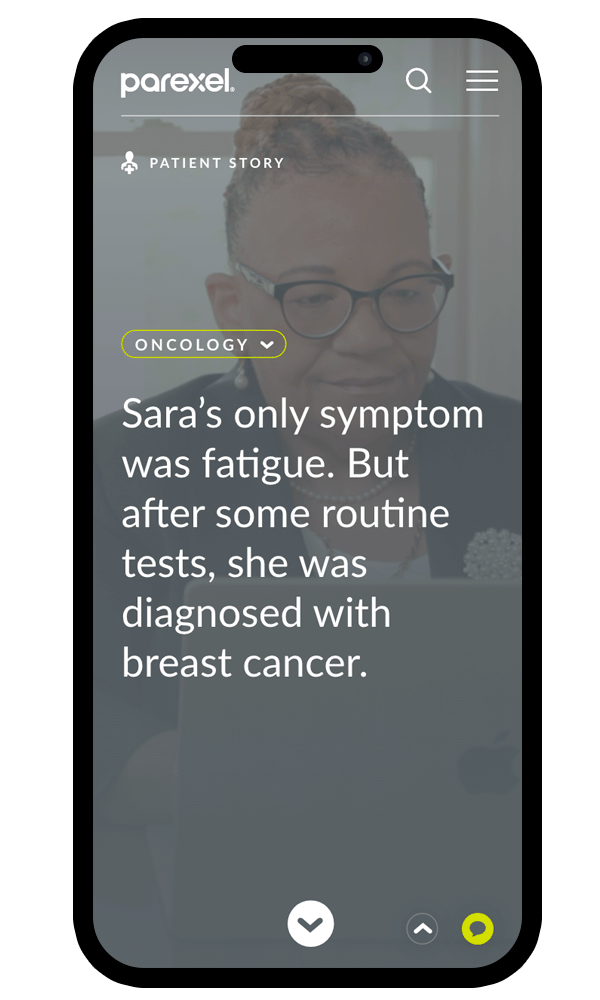 parexel®
PATIENT STORY
ONCOLOGY
Sara’s only symptom
was fatigue. But
after some routine
tests, she was
diagnosed with
breast cancer.